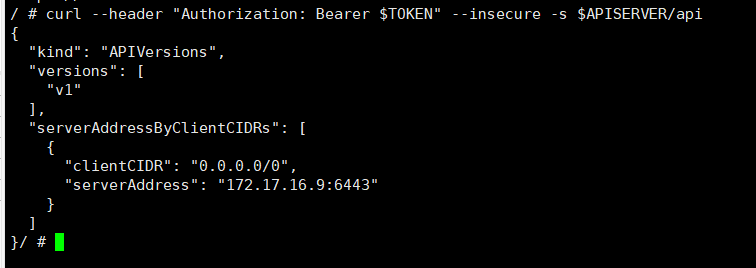 / # curl --header "Authorization: Bearer $TOKEN" --insecure -s $APISERVER/api
{
  "kind": "APIVersions",
  "versions": [
    "v1"
  ],
  "serverAddressByClientCIDRs": [
    {
      "clientCIDR": "0.0.0.0/0",
      "serverAddress": "172.17.16.9:6443"
    }
  ]
}/ #